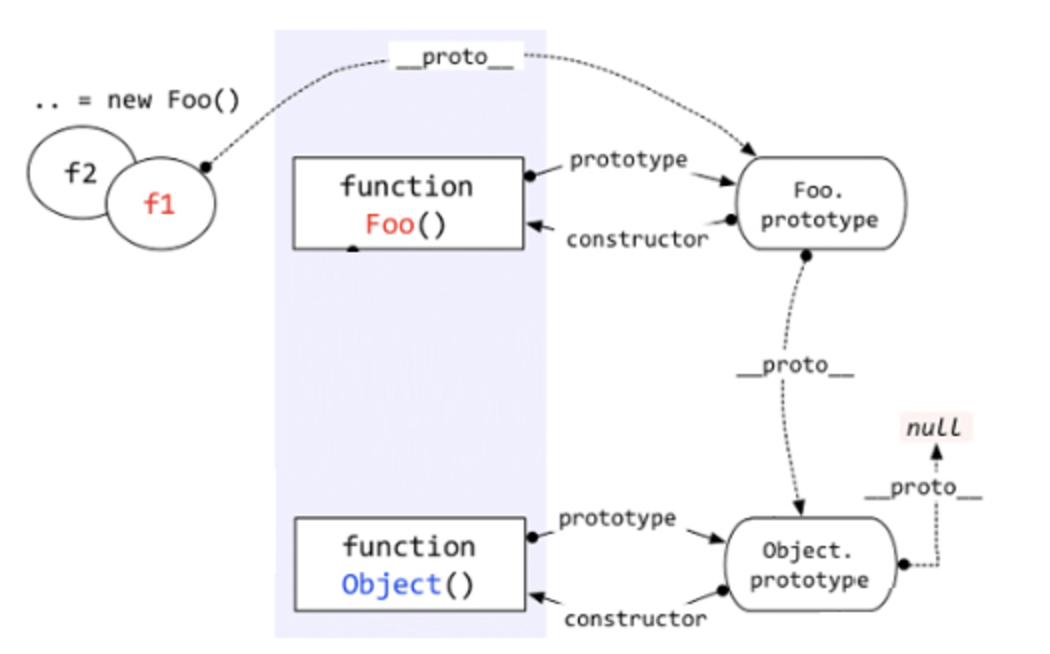 __proto__
.. = new Foo()
f2
f1
function
Foo()
prototype
constructor
Foo.
prototype
__proto__
null
__proto__
function
Object()
prototype
constructor
Object.
prototype